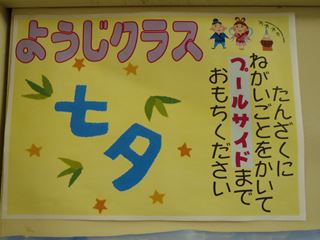 ようじクラス
七夕
たんざくに
ねがいごとをかいて
プールサイドまで
おもちください